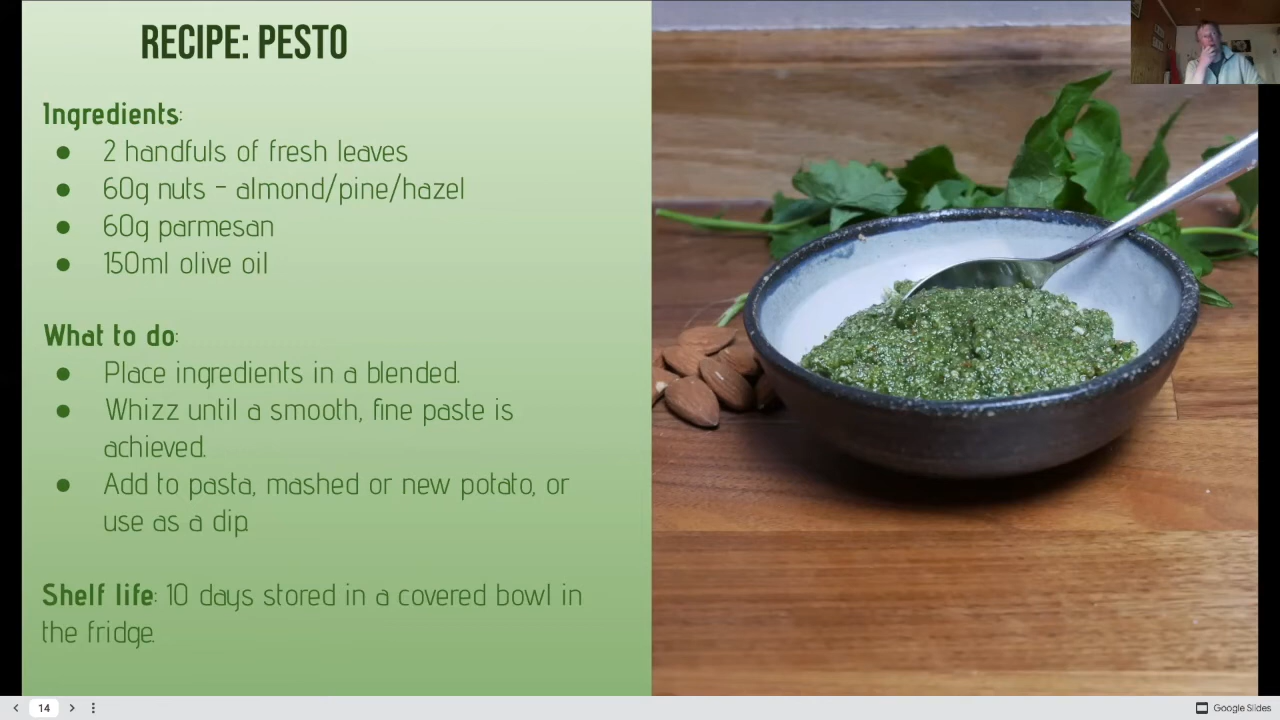 RECIPE: PESTO
Ingredients:
● 2 handfuls of fresh leaves
● 60g nuts - almond/pine/hazel
● 60g parmesan
● 150ml olive oil
What to do:
● Place ingredients in a blended.
● Whizz until a smooth, fine paste is
achieved.
● Add to pasta, mashed or new potato, or
use as a dip.
Shelf life: 10 days stored in a covered bowl in
the fridge.
14
Google Slides